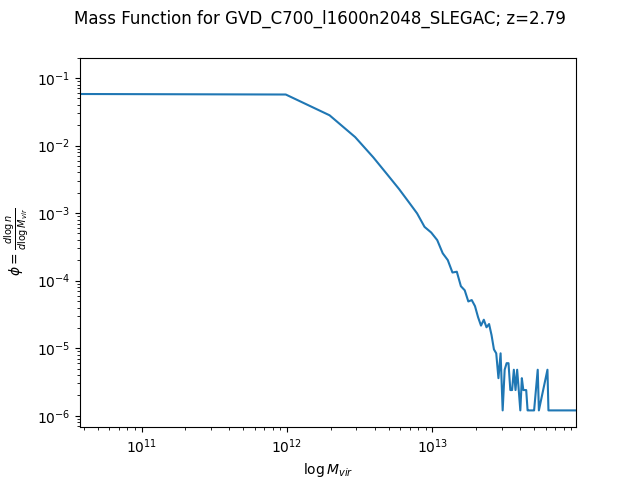 Mass Function for GVD_C700_l1600n2048_SLEGAC; z=2.79
10⁻¹
10⁻²
10⁻³
10⁻⁴
10⁻⁵
10⁻⁶
ϕ = d log n / d log M_vir
10¹¹ 10¹² 10¹³
log M_vir